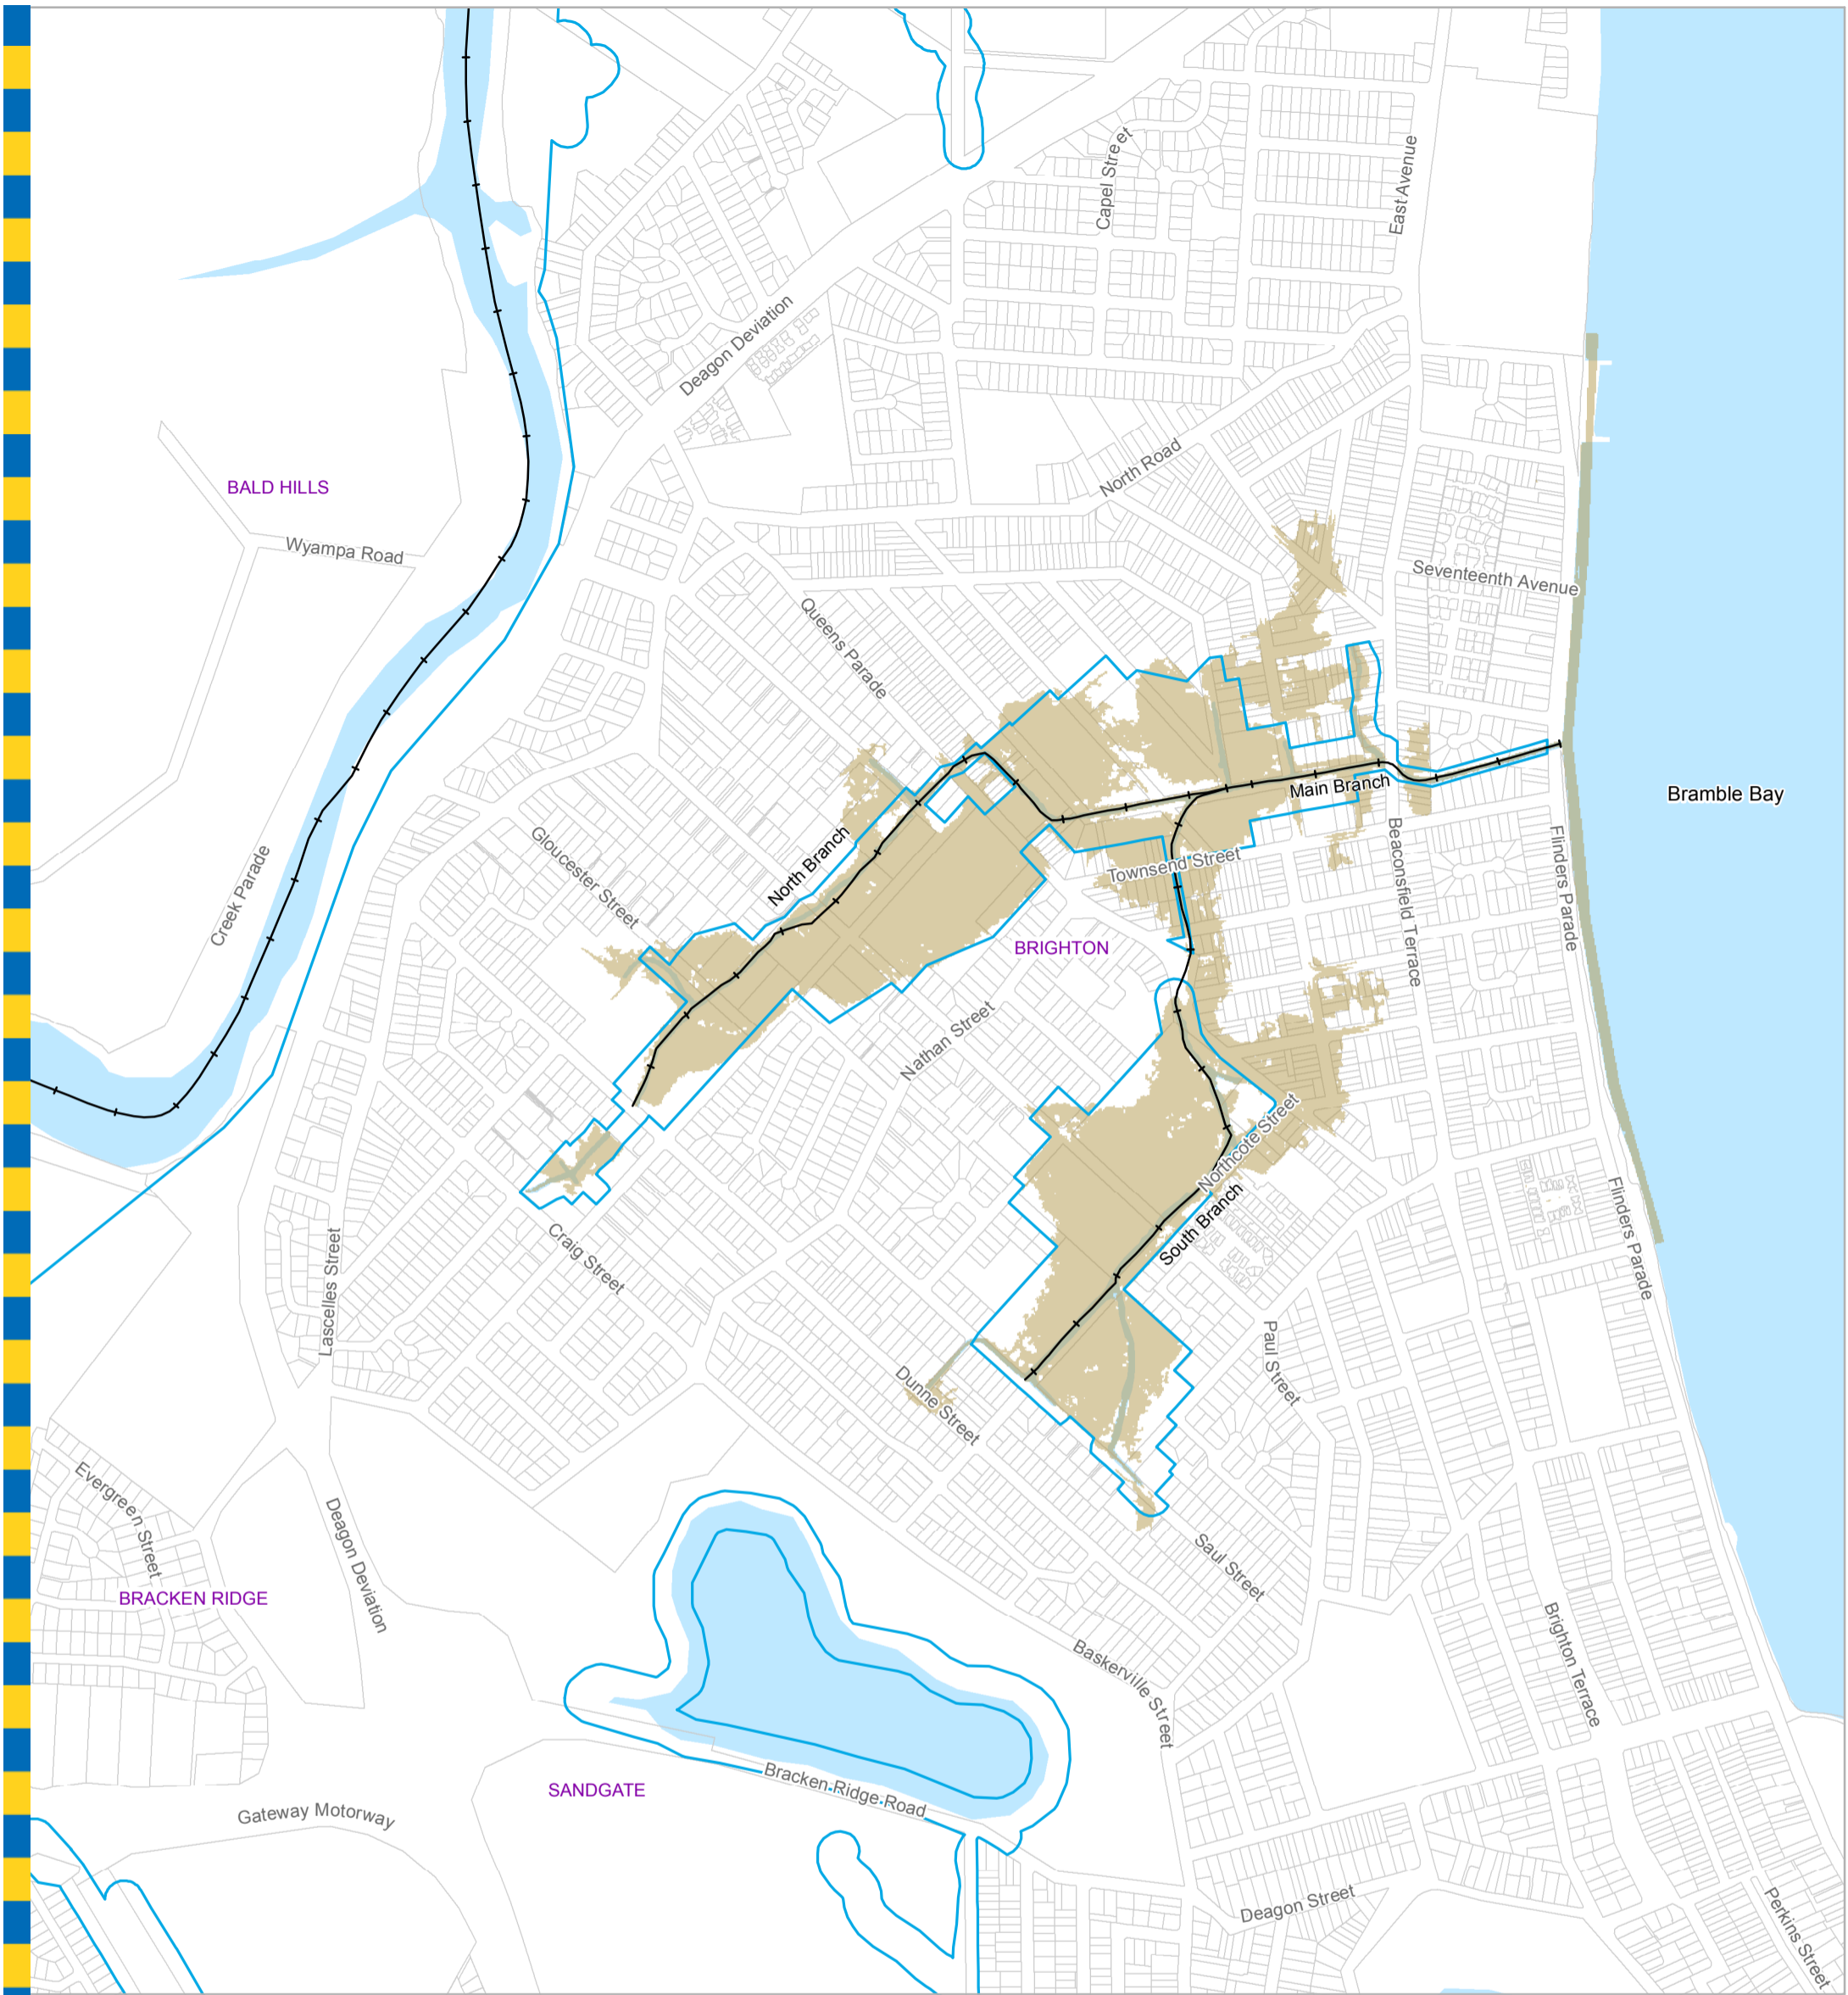 Capel Street
East Avenue
Deagon Deviation
North Road
BALD HILLS
Wyampa Road
Seventeenth Avenue
Queens Parade
Main Branch
Bramble Bay
Gloucester Street
North Branch
Townsend Street
Beaconsfield Terrace
Flinders Parade
Creek Parade
BRIGHTON
Nathan Street
Northcote Street
South Branch
Flinders Parade
Craig Street
Lascelles Street
Paul Street
Dunne Street
Evergreen Street
Deagon Deviation
Saul Street
BRACKEN RIDGE
Baskerville Street
Brighton Terrace
Bracken Ridge Road
SANDGATE
Gateway Motorway
Deagon Street
Perkins Street